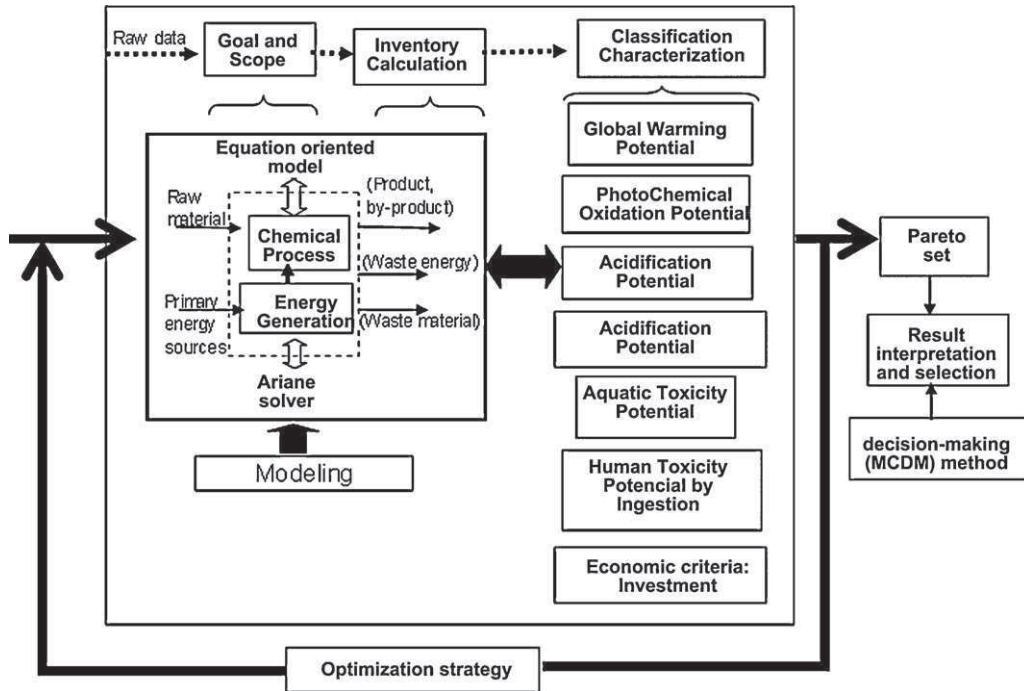 Raw data
Goal and
Scope
Inventory
Calculation
Classification
Characterization
Equation oriented
model
Raw
material
(Product,
by-product)
Chemical
Process
(Waste energy)
Primary
energy
sources
Energy
Generation
(Waste material)
Ariane
solver
Modeling
Global Warming
Potential
PhotoChemical
Oxidation Potential
Acidification
Potential
Acidification
Potential
Aquatic Toxicity
Potential
Human Toxicity
Potencial by
Ingestion
Economic criteria:
Investment
Pareto
set
Result
interpretation
and selection
decision-making
(MCDM) method
Optimization strategy